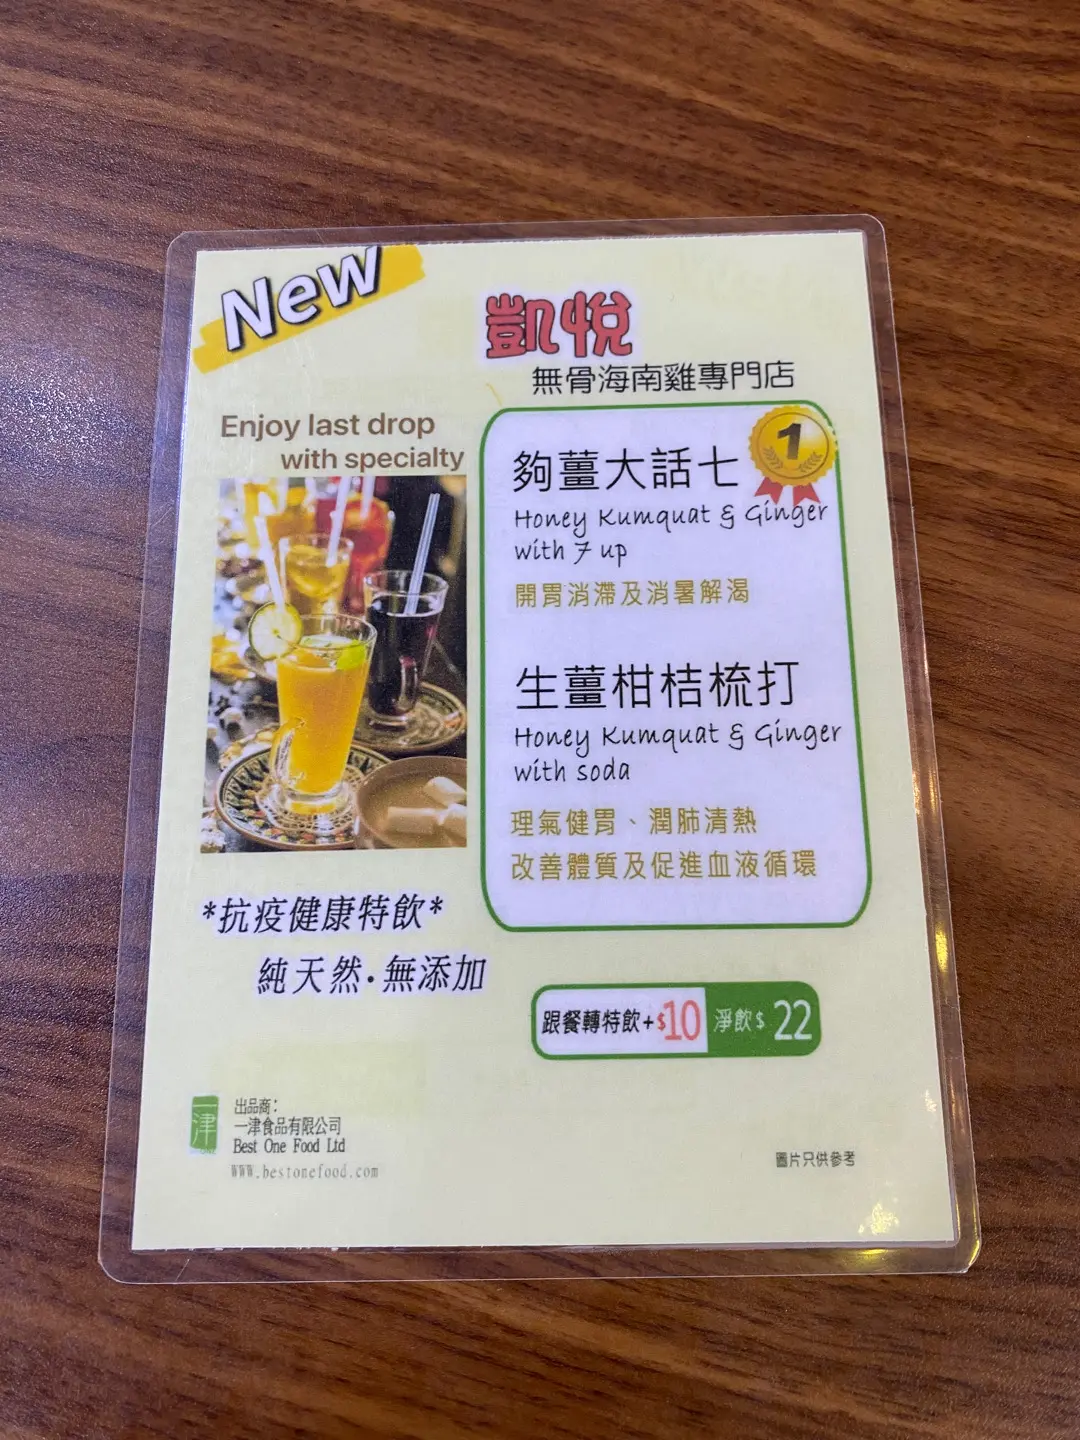 New
凱悅
無骨海南雞專門店
Enjoy last drop
with specialty
1
夠薑大話七
Honey Kumquat & Ginger
with 7 up
開胃消滯及消暑解渴
生薑柑桔梳打
Honey Kumquat & Ginger
with soda
理氣健胃、潤肺清熱
改善體質及促進血液循環
*抗疫健康特飲*
純天然·無添加
跟餐轉特飲+$10 淨飲$ 22
一津
出品商:
一津食品有限公司
Best One Food Ltd
WWW.bestonefood.com
圖片只供參考